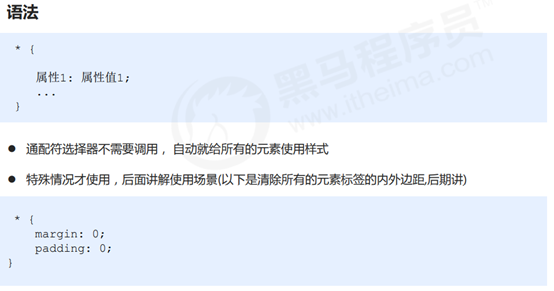 语法
黑马程序员
www.itheima.com
* {
属性1: 属性值1;
...
}
● 通配符选择器不需要调用， 自动就给所有的元素使用样式
● 特殊情况才使用，后面讲解使用场景(以下是清除所有的元素标签的内外边距,后期讲)
* {
margin: 0;
padding: 0;
}